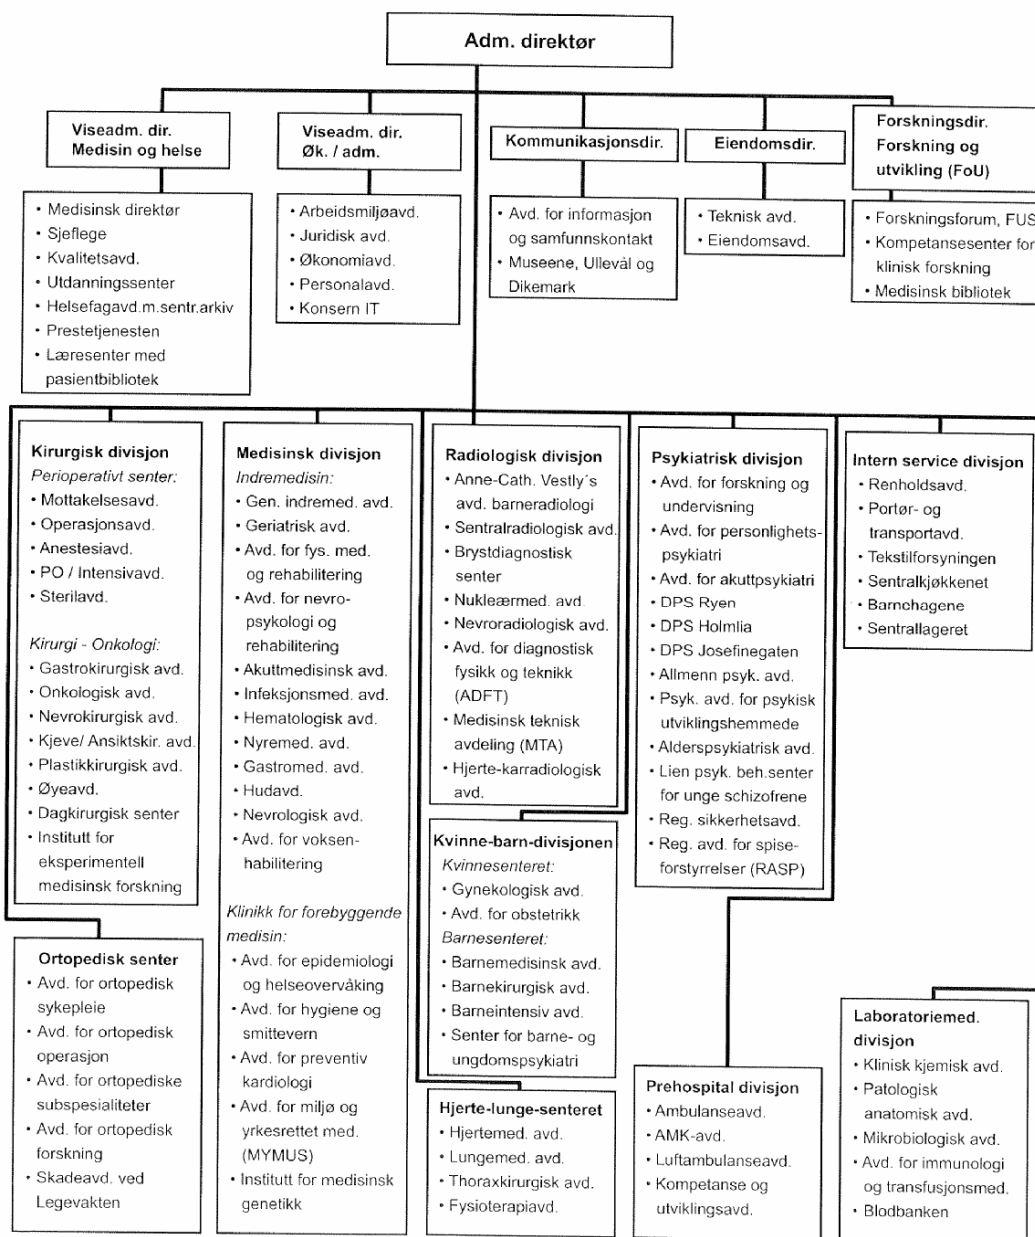 Adm. direktør
Viseadm. dir.
Medisin og helse
• Medisinsk direktør
• Sjeflege
• Kvalitetsavd.
• Utdanningssenter
• Helsefagavd.m.sentr.arkiv
• Prestetjenesten
• Læresenter med
pasientbibliotek
Viseadm. dir.
Øk. / adm.
• Arbeidsmiljøavd.
• Juridisk avd.
• Økonomiavd.
• Personalavd.
• Konsern IT
Kommunikasjonsdir.
• Avd. for informasjon
og samfunnskontakt
• Museene, Ullevål og
Dikemark
Eiendomsdir.
• Teknisk avd.
• Eiendomsavd.
Forskningsdir.
Forskning og
utvikling (FoU)
• Forskningsforum, FUS
• Kompetansesenter for
klinisk forskning
• Medisinsk bibliotek
Kirurgisk divisjon
Perioperativt senter:
• Mottakelsesavd.
• Operasjonsavd.
• Anestesiavd.
• PO / Intensivavd.
• Sterilavd.
Kirurgi - Onkologi:
• Gastrokirurgisk avd.
• Onkologisk avd.
• Nevrokirurgisk avd.
• Kjeve/ Ansiktskir. avd.
• Plastikkirurgisk avd.
• Øyeavd.
• Dagkirurgisk senter
• Institutt for
eksperimentell
medisinsk forskning
Ortopedisk senter
• Avd. for ortopedisk
sykepleie
• Avd. for ortopedisk
operasjon
• Avd. for ortopediske
subspesialiteter
• Avd. for ortopedisk
forskning
• Skadeavd. ved
Legevakten
Medisinsk divisjon
Indremedisin:
• Gen. indremed. avd.
• Geriatrisk avd.
• Avd. for fys. med.
og rehabilitering
• Avd. for nevro-
psykologi og
rehabilitering
• Akuttmedisinsk avd.
• Infeksjonsmed. avd.
• Hematologisk avd.
• Nyremed. avd.
• Gastromed. avd.
• Hudavd.
• Nevrologisk avd.
• Avd. for voksen-
habilitering
Klinikk for forebyggende
medisin:
• Avd. for epidemiologi
og helseovervåking
• Avd. for hygiene og
smittevern
• Avd. for preventiv
kardiologi
• Avd. for miljø og
yrkesrettet med.
(MYMUS)
• Institutt for medisinsk
genetikk
Radiologisk divisjon
• Anne-Cath. Vestly´s
avd. barneradiologi
• Sentralradiologisk avd.
• Brystdiagnostisk
senter
• Nukleærmed. avd.
• Nevroradiologisk avd.
• Avd. for diagnostisk
fysikk og teknikk
(ADFT)
• Medisinsk teknisk
avdeling (MTA)
• Hjerte-karradiologisk
avd.
Kvinne-barn-divisjonen
Kvinnesenteret:
• Gynekologisk avd.
• Avd. for obstetrikk
Barnesenteret:
• Barnemedisinsk avd.
• Barnekirurgisk avd.
• Barneintensiv avd.
• Senter for barne- og
ungdomspsykiatri
Hjerte-lunge-senteret
• Hjertemed. avd.
• Lungemed. avd.
• Thoraxkirurgisk avd.
• Fysioterapiavd.
Psykiatrisk divisjon
• Avd. for forskning og
undervisning
• Avd. for personlighets-
psykiatri
• Avd. for akuttpsykiatri
• DPS Ryen
• DPS Holmlia
• DPS Josefinegaten
• Allmenn psyk. avd.
• Psyk. avd. for psykisk
utviklingshemmede
• Alderspsykiatrisk avd.
• Lien psyk. beh.senter
for unge schizofrene
• Reg. sikkerhetsavd.
• Reg. avd. for spise-
forstyrrelser (RASP)
Prehospital divisjon
• Ambulanseavd.
• AMK-avd.
• Luftambulanseavd.
• Kompetanse og
utviklingsavd.
Intern service divisjon
• Renholdsavd.
• Portør- og
transportavd.
• Tekstilforsyningen
• Sentralkjøkkenet
• Barnehagene
• Sentrallageret
Laboratoriemed.
divisjon
• Klinisk kjemisk avd.
• Patologisk
anatomisk avd.
• Mikrobiologisk avd.
• Avd. for immunologi
og transfusjonsmed.
• Blodbanken